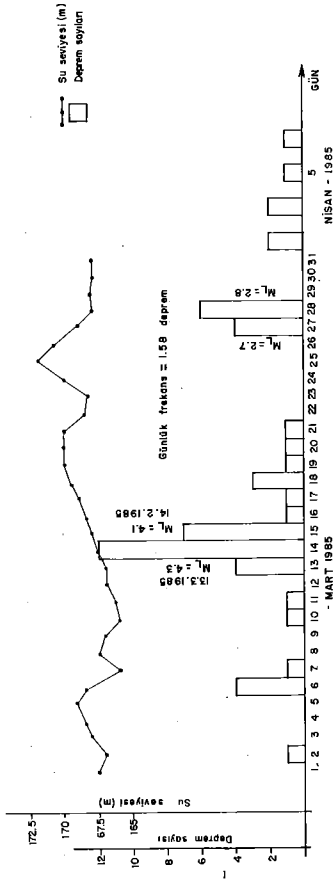 Su seviyesi (m)
Deprem sayıları
Su seviyesi (m)
172.5
170
67.5
165
Deprem sayısı
12
10
8
6
4
2
Günlük frekans = 1.58 deprem
13.3.1985
M_L = 4.3
M_L = 4.1
14.2.1985
M_L = 2.7
M_L = 2.8
1, 2 3 4 5 6 7 8 9 10 11 12 13 14 15 16 17 18 19 20 21 22 23 24 25 26 27 28 29 30 31 5
GÜN
- MART 1985
NİSAN - 1985